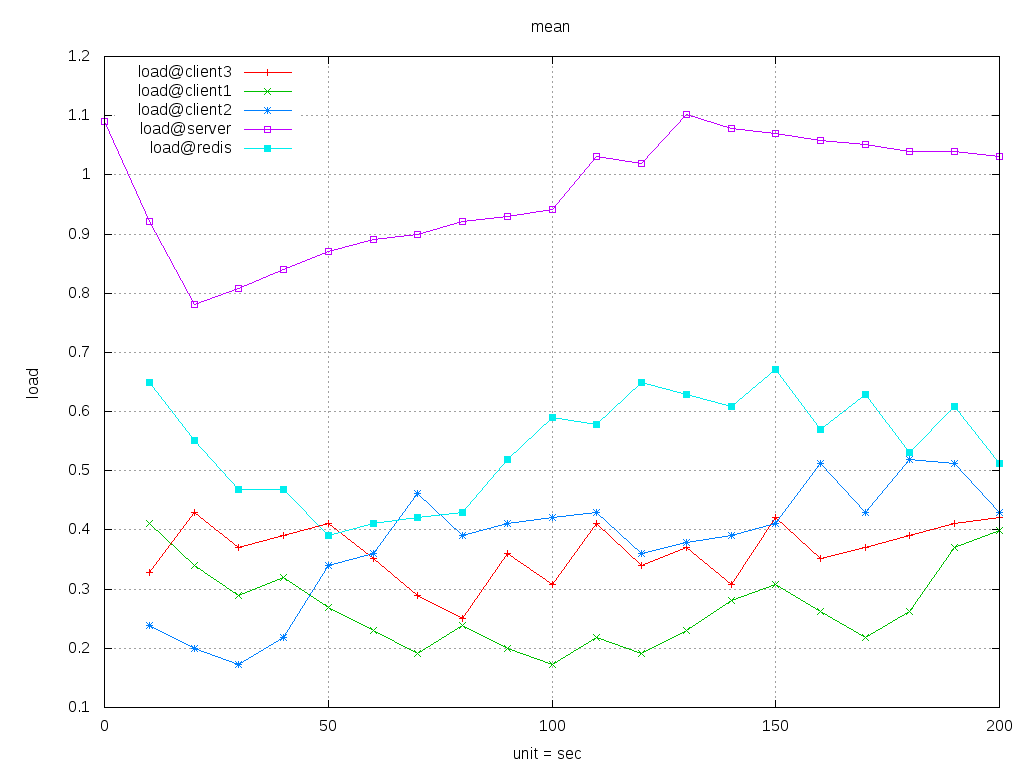 mean
1.2
1.1
1
0.9
0.8
0.7
0.6
0.5
0.4
0.3
0.2
0.1
load
load@client3
load@client1
load@client2
load@server
load@redis
0 50 100 150 200
unit = sec